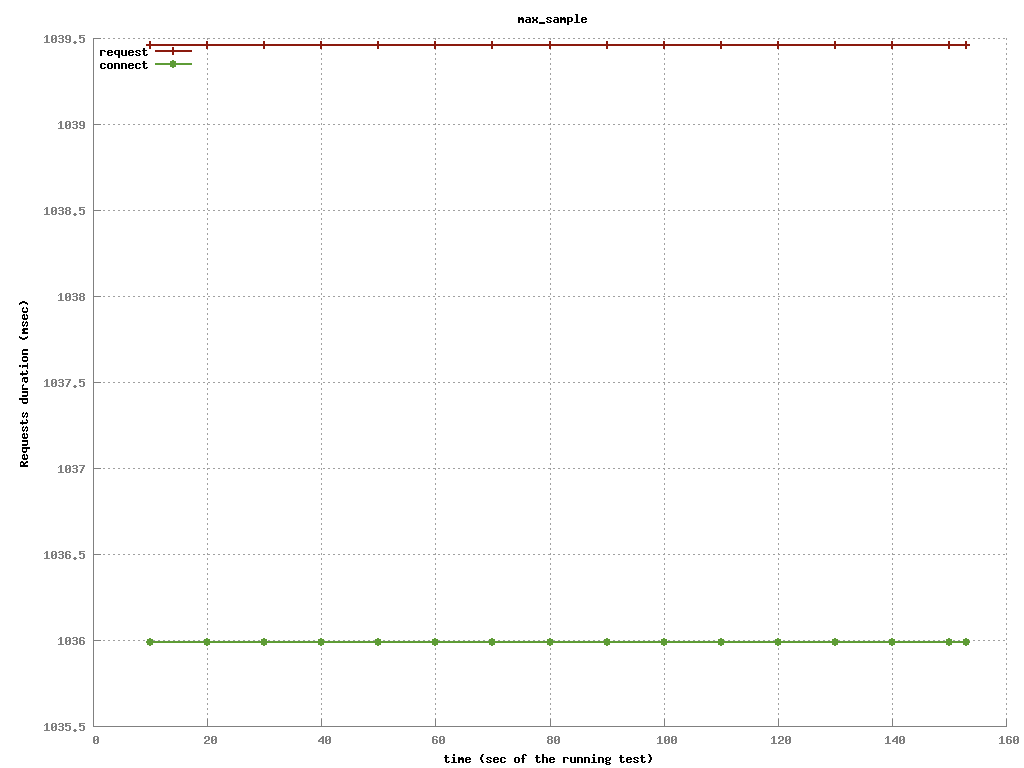 max_sample
1039.5
request
connect
1039
1038.5
1038
1037.5
1037
1036.5
1036
1035.5
Requests duration (msec)
0 20 40 60 80 100 120 140 160
time (sec of the running test)